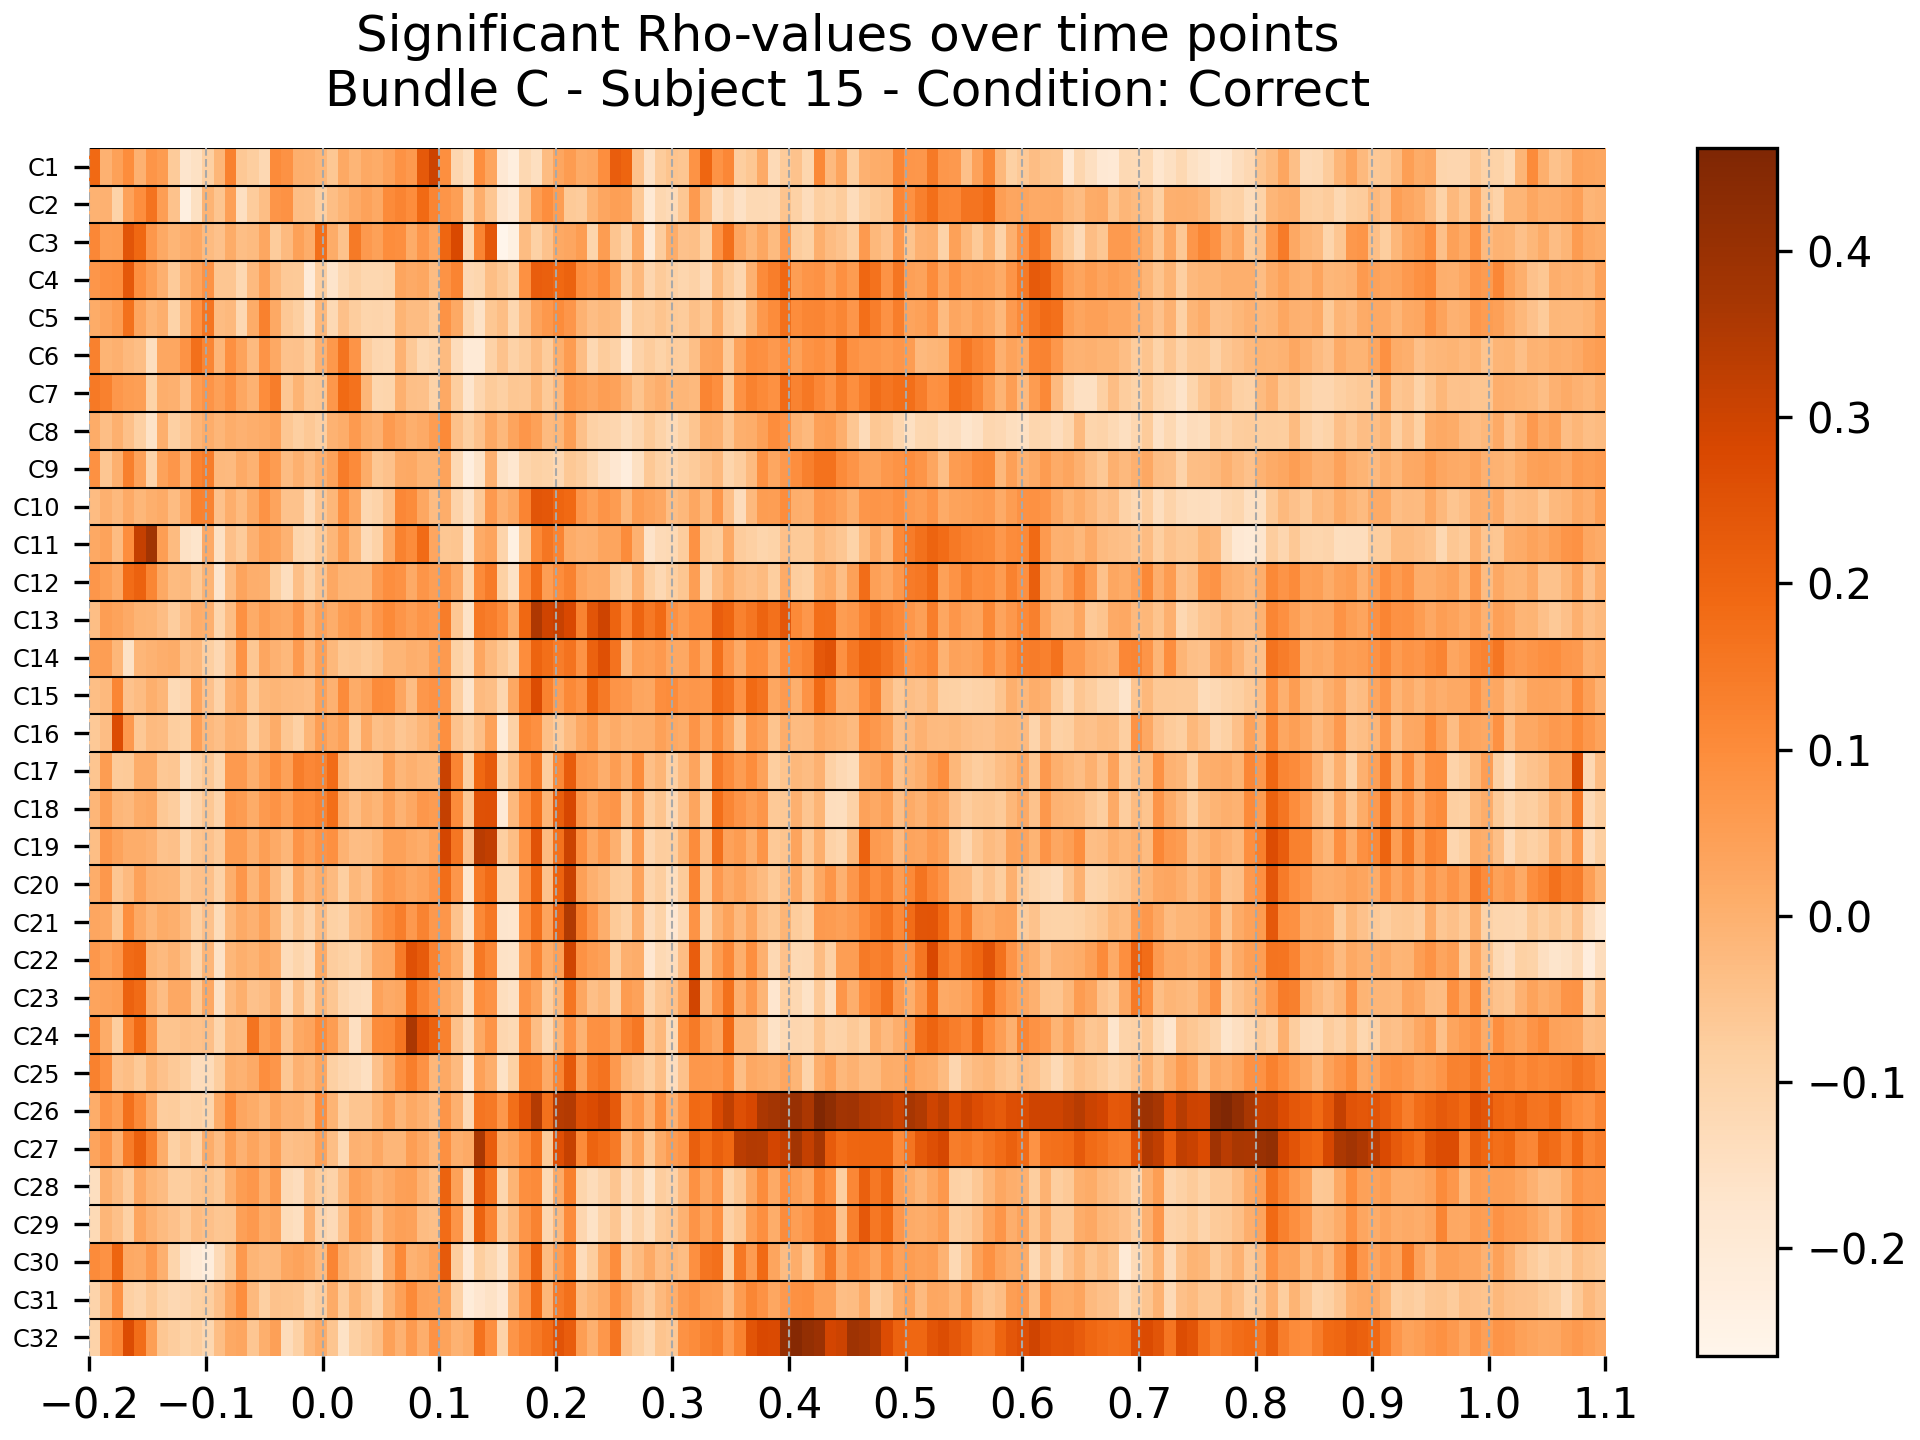 Significant Rho-values over time points
Bundle C - Subject 15 - Condition: Correct
C1
C2
C3
C4
C5
C6
C7
C8
C9
C10
C11
C12
C13
C14
C15
C16
C17
C18
C19
C20
C21
C22
C23
C24
C25
C26
C27
C28
C29
C30
C31
C32
−0.2 −0.1 0.0 0.1 0.2 0.3 0.4 0.5 0.6 0.7 0.8 0.9 1.0 1.1
0.4
0.3
0.2
0.1
0.0
−0.1
−0.2